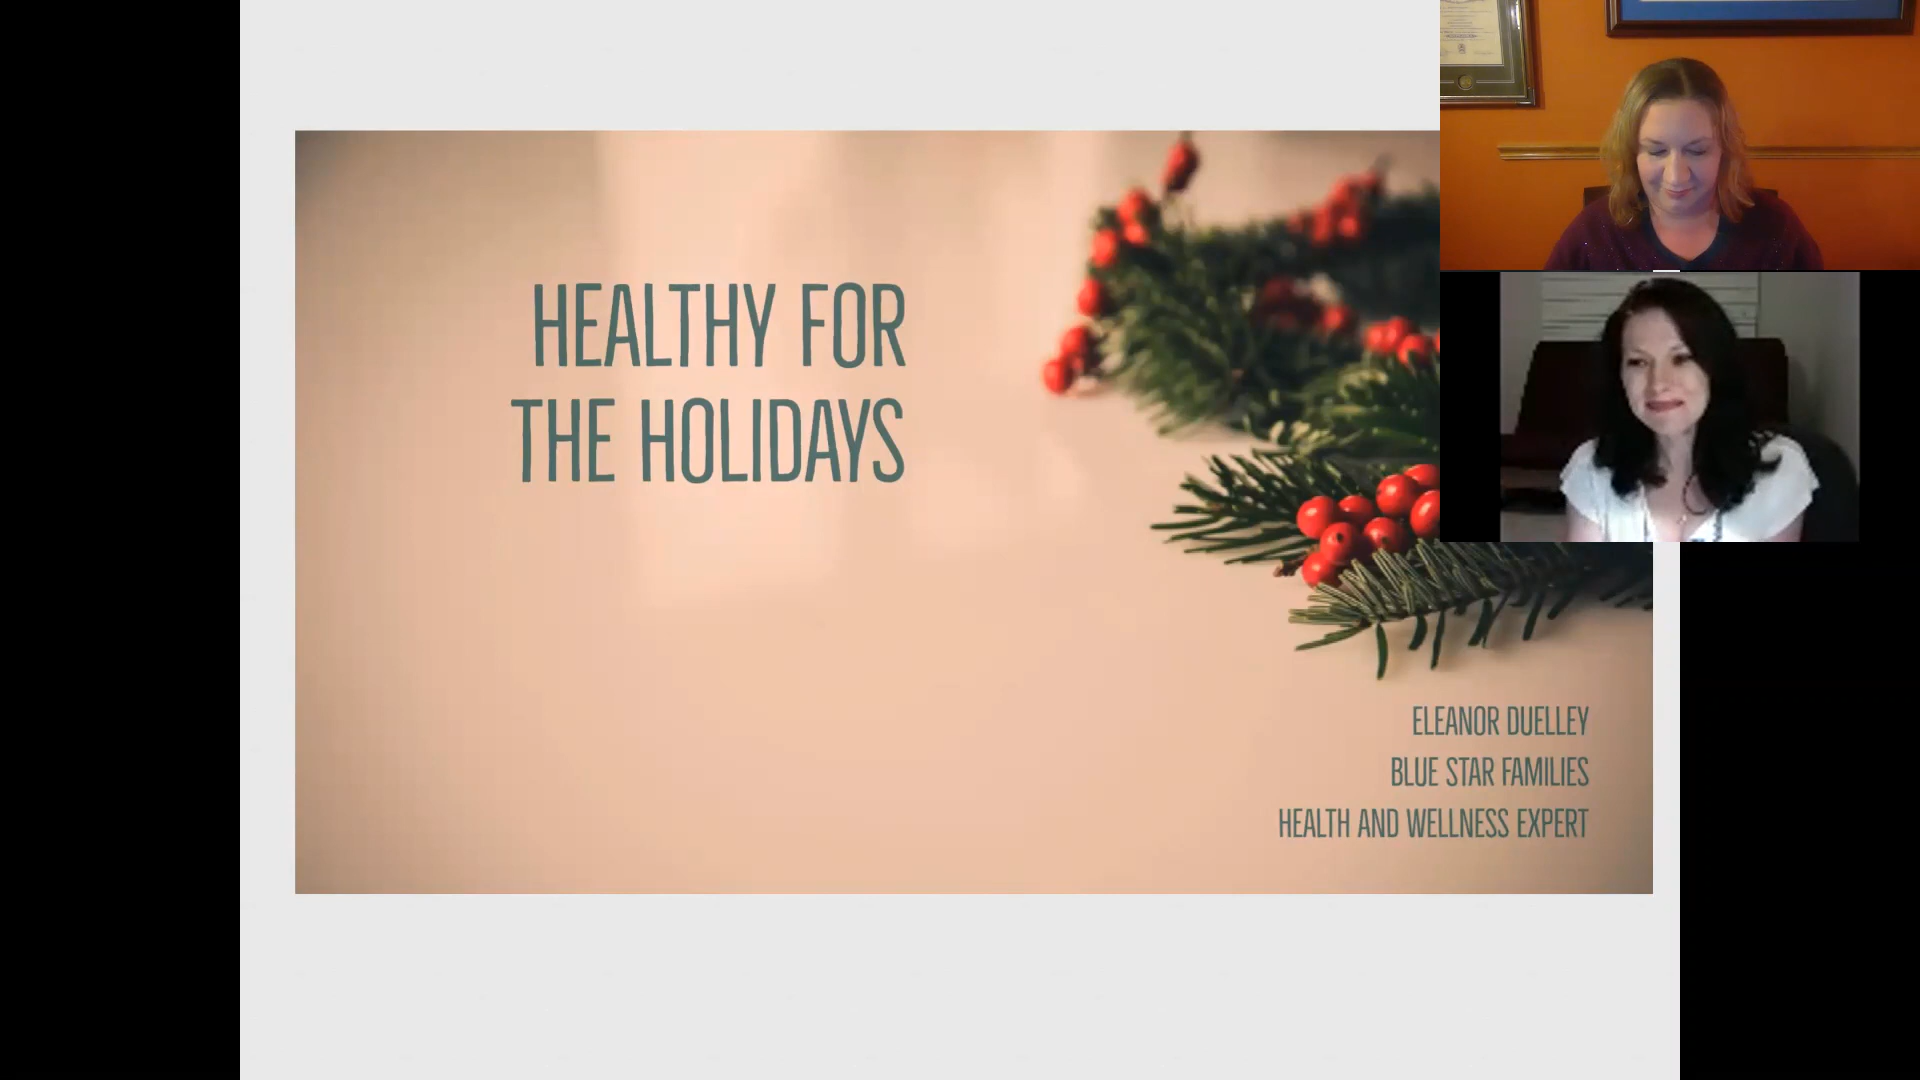 HEALTHY FOR
THE HOLIDAYS
ELEANOR DUELLEY
BLUE STAR FAMILIES
HEALTH AND WELLNESS EXPERT